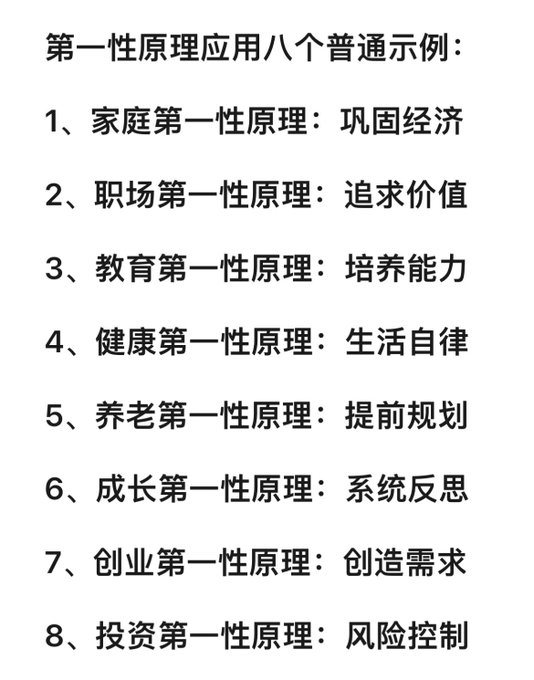 第一性原理应用八个普通示例：
1、家庭第一性原理：巩固经济
2、职场第一性原理：追求价值
3、教育第一性原理：培养能力
4、健康第一性原理：生活自律
5、养老第一性原理：提前规划
6、成长第一性原理：系统反思
7、创业第一性原理：创造需求
8、投资第一性原理：风险控制